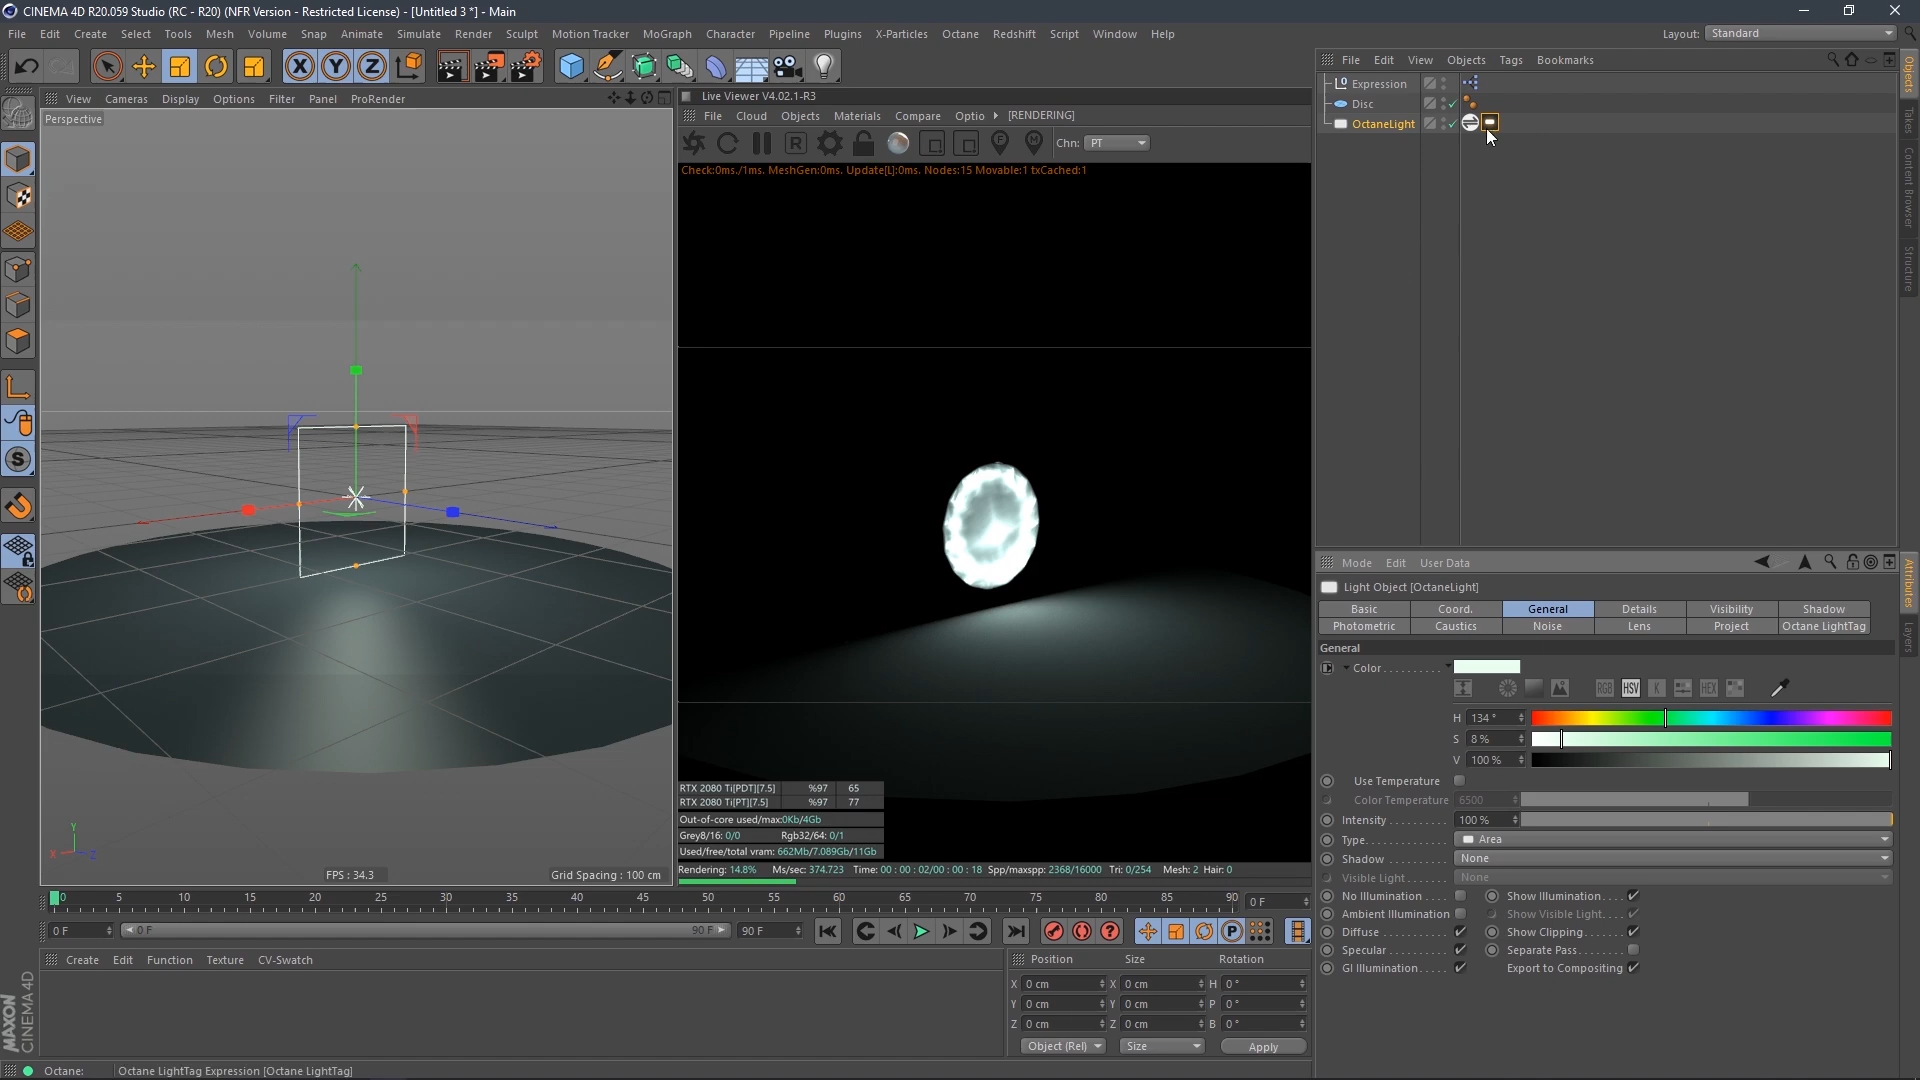 CINEMA 4D R20.059 Studio (RC - R20) (NFR Version - Restricted License) - [Untitled 3 *] - Main
File Edit Create Select Tools Mesh Volume Snap Animate Simulate Render Sculpt Motion Tracker MoGraph Character Pipeline Plugins X-Particles Octane Redshift Script Window Help
Layout: Standard
X Y Z
View Cameras Display Options Filter Panel ProRender
Perspective
Live Viewer V4.02.1-R3
File Cloud Objects Materials Compare Optio [RENDERING]
R
M
Chn: PT
Check:0ms./1ms. MeshGen:0ms. Update[L]:0ms. Nodes:15 Movable:1 txCached:1
RTX 2080 Ti[PDT][7.5] %97 65
RTX 2080 Ti[PT][7.5] %97 77
Out-of-core used/max:0Kb/4Gb
Grey8/16: 0/0 Rgb32/64: 0/1
Used/free/total vram: 662Mb/7.089Gb/11Gb
Rendering: 14.8% Ms/sec: 374.723 Time: 00 : 00 : 02/00 : 00 : 18 Spp/maxspp: 2368/16000 Tri: 0/254 Mesh: 2 Hair: 0
Y
X Z
FPS : 34.3
Grid Spacing : 100 cm
S
File Edit View Objects Tags Bookmarks
Expression
Disc
OctaneLight
Objects
Takes
Content Browser
Structure
Mode Edit User Data
Light Object [OctaneLight]
Basic Coord. General Details Visibility Shadow
Photometric Caustics Noise Lens Project Octane LightTag
General
Color
RGB HSV K HEX
H 134 °
S 8 %
V 100 %
Use Temperature
Color Temperature 6500
Intensity 100 %
Type Area
Shadow None
Visible Light None
No Illumination Show Illumination
Ambient Illumination Show Visible Light
Diffuse Show Clipping
Specular Separate Pass
GI Illumination Export to Compositing
Attributes
Layers
0 5 10 15 20 25 30 35 40 45 50 55 60 65 70 75 80 85 90 0 F
0 F 0 F 90 F 90 F
P
Create Edit Function Texture CV-Swatch
Position Size Rotation
X 0 cm X 0 cm H 0 °
Y 0 cm Y 0 cm P 0 °
Z 0 cm Z 0 cm B 0 °
Object (Rel) Size Apply
MAXON
CINEMA 4D
Octane: Octane LightTag Expression [Octane LightTag]